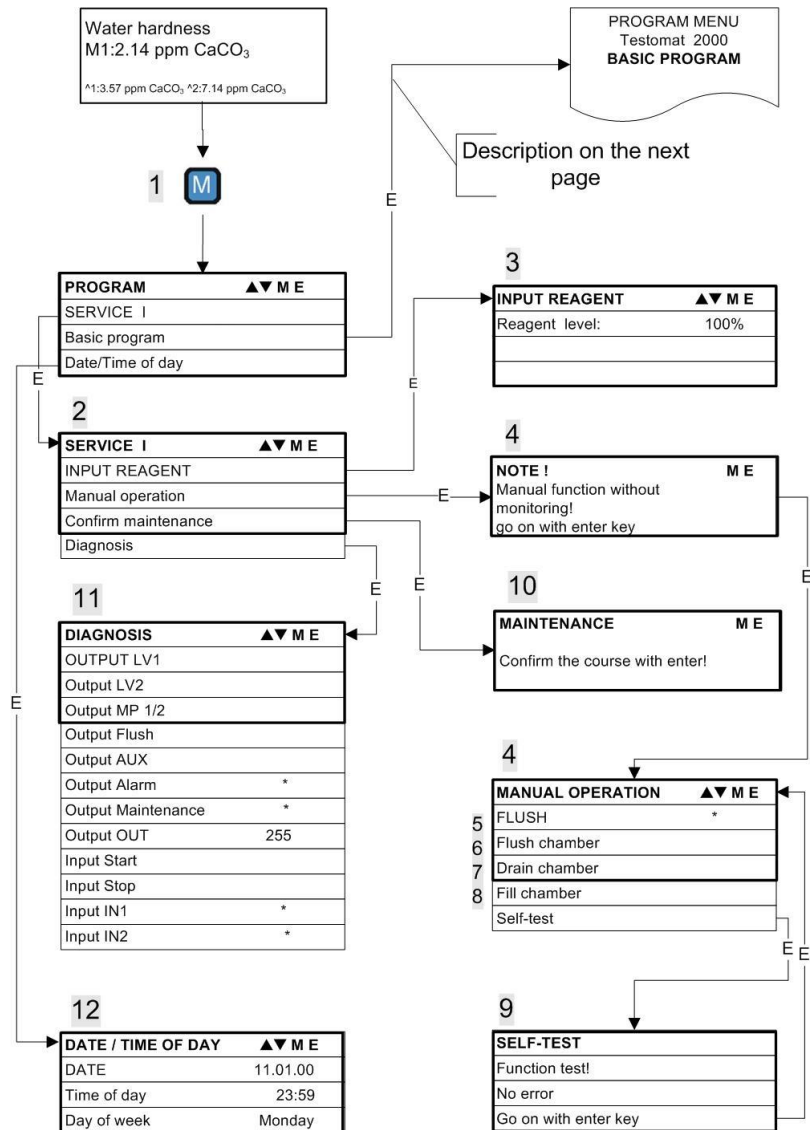 Water hardness
M1:2.14 ppm CaCO₃
^1:3.57 ppm CaCO₃ ^2:7.14 ppm CaCO₃
PROGRAM MENU
Testomat 2000
BASIC PROGRAM
Description on the next
page
1 M
E
PROGRAM ▲▼ M E
SERVICE I
Basic program
Date/Time of day
E
3
INPUT REAGENT ▲▼ M E
Reagent level: 100%
E
2
SERVICE I ▲▼ M E
INPUT REAGENT
Manual operation
Confirm maintenance
Diagnosis
E
4
NOTE ! M E
Manual function without
monitoring!
go on with enter key
E
E
E
10
MAINTENANCE M E
Confirm the course with enter!
11
DIAGNOSIS ▲▼ M E
OUTPUT LV1
Output LV2
Output MP 1/2
Output Flush
Output AUX
Output Alarm *
Output Maintenance *
Output OUT 255
Input Start
Input Stop
Input IN1 *
Input IN2 *
E
4
MANUAL OPERATION ▲▼ M E
5 FLUSH *
6 Flush chamber
7 Drain chamber
8 Fill chamber
Self-test
E E
12
DATE / TIME OF DAY ▲▼ M E
DATE 11.01.00
Time of day 23:59
Day of week Monday
9
SELF-TEST
Function test!
No error
Go on with enter key